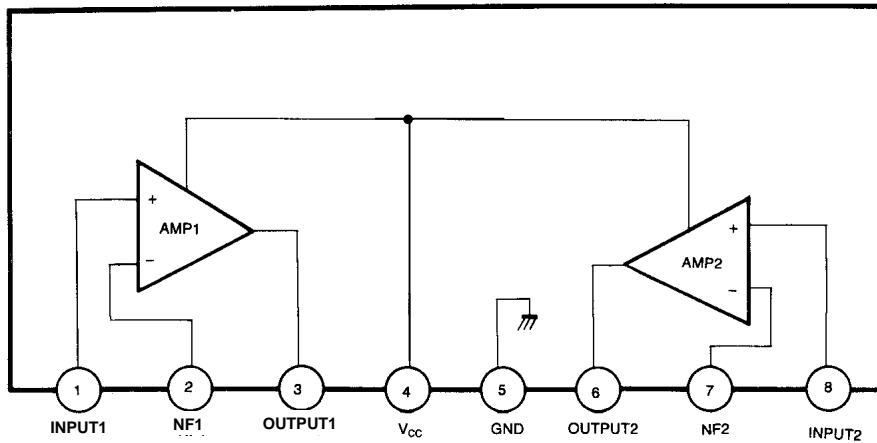 +
AMP1
−
+
AMP2
−
1 2 3 4 5 6 7 8
INPUT1 NF1 OUTPUT1 VCC GND OUTPUT2 NF2 INPUT2